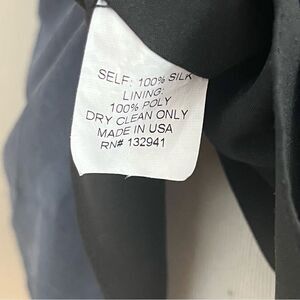 SELF: 100% SILK
LINING:
100% POLY
DRY CLEAN ONLY
MADE IN USA
RN# 132941